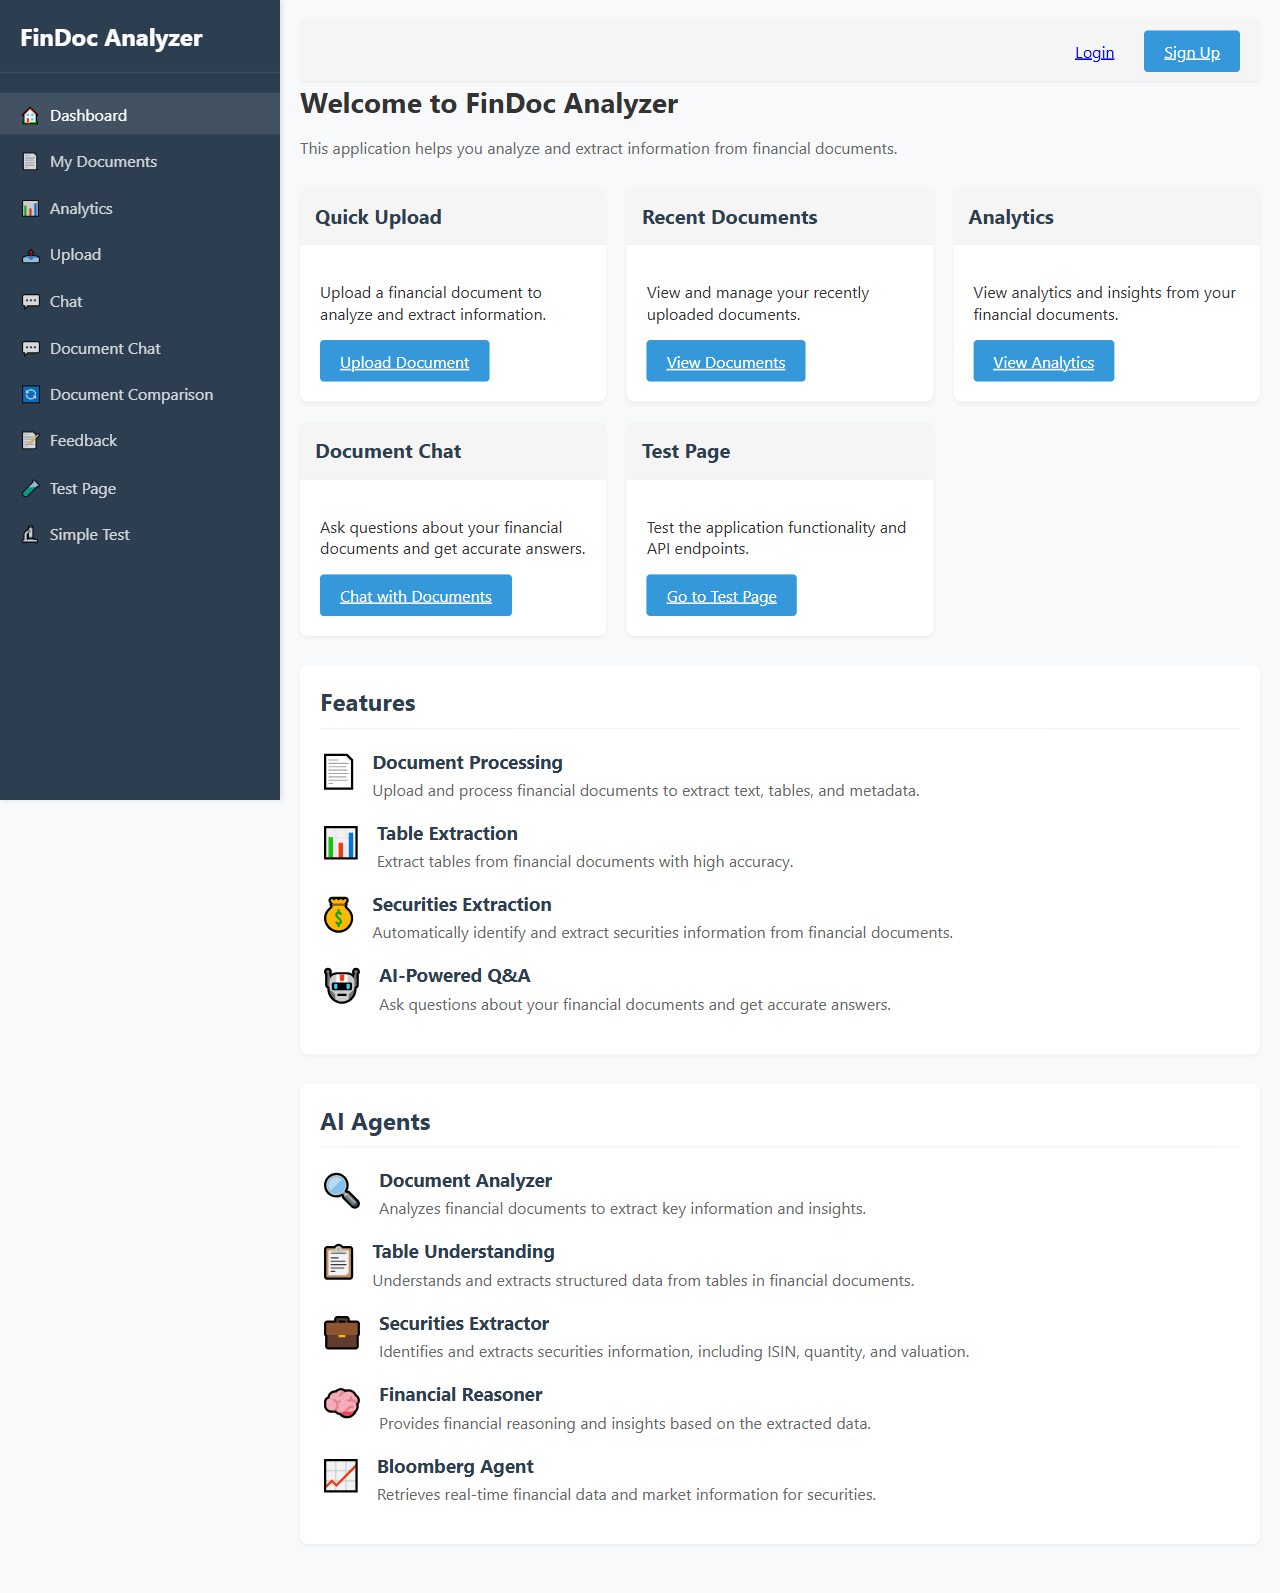 FinDoc Analyzer
Dashboard
My Documents
Analytics
Upload
Chat
Document Chat
Document Comparison
Feedback
Test Page
Simple Test
Login
Sign Up
Welcome to FinDoc Analyzer
This application helps you analyze and extract information from financial documents.
Quick Upload
Upload a financial document to
analyze and extract information.
Upload Document
Recent Documents
View and manage your recently
uploaded documents.
View Documents
Analytics
View analytics and insights from your
financial documents.
View Analytics
Document Chat
Ask questions about your financial
documents and get accurate answers.
Chat with Documents
Test Page
Test the application functionality and
API endpoints.
Go to Test Page
Features
Document Processing
Upload and process financial documents to extract text, tables, and metadata.
Table Extraction
Extract tables from financial documents with high accuracy.
Securities Extraction
Automatically identify and extract securities information from financial documents.
AI-Powered Q&A
Ask questions about your financial documents and get accurate answers.
AI Agents
Document Analyzer
Analyzes financial documents to extract key information and insights.
Table Understanding
Understands and extracts structured data from tables in financial documents.
Securities Extractor
Identifies and extracts securities information, including ISIN, quantity, and valuation.
Financial Reasoner
Provides financial reasoning and insights based on the extracted data.
Bloomberg Agent
Retrieves real-time financial data and market information for securities.